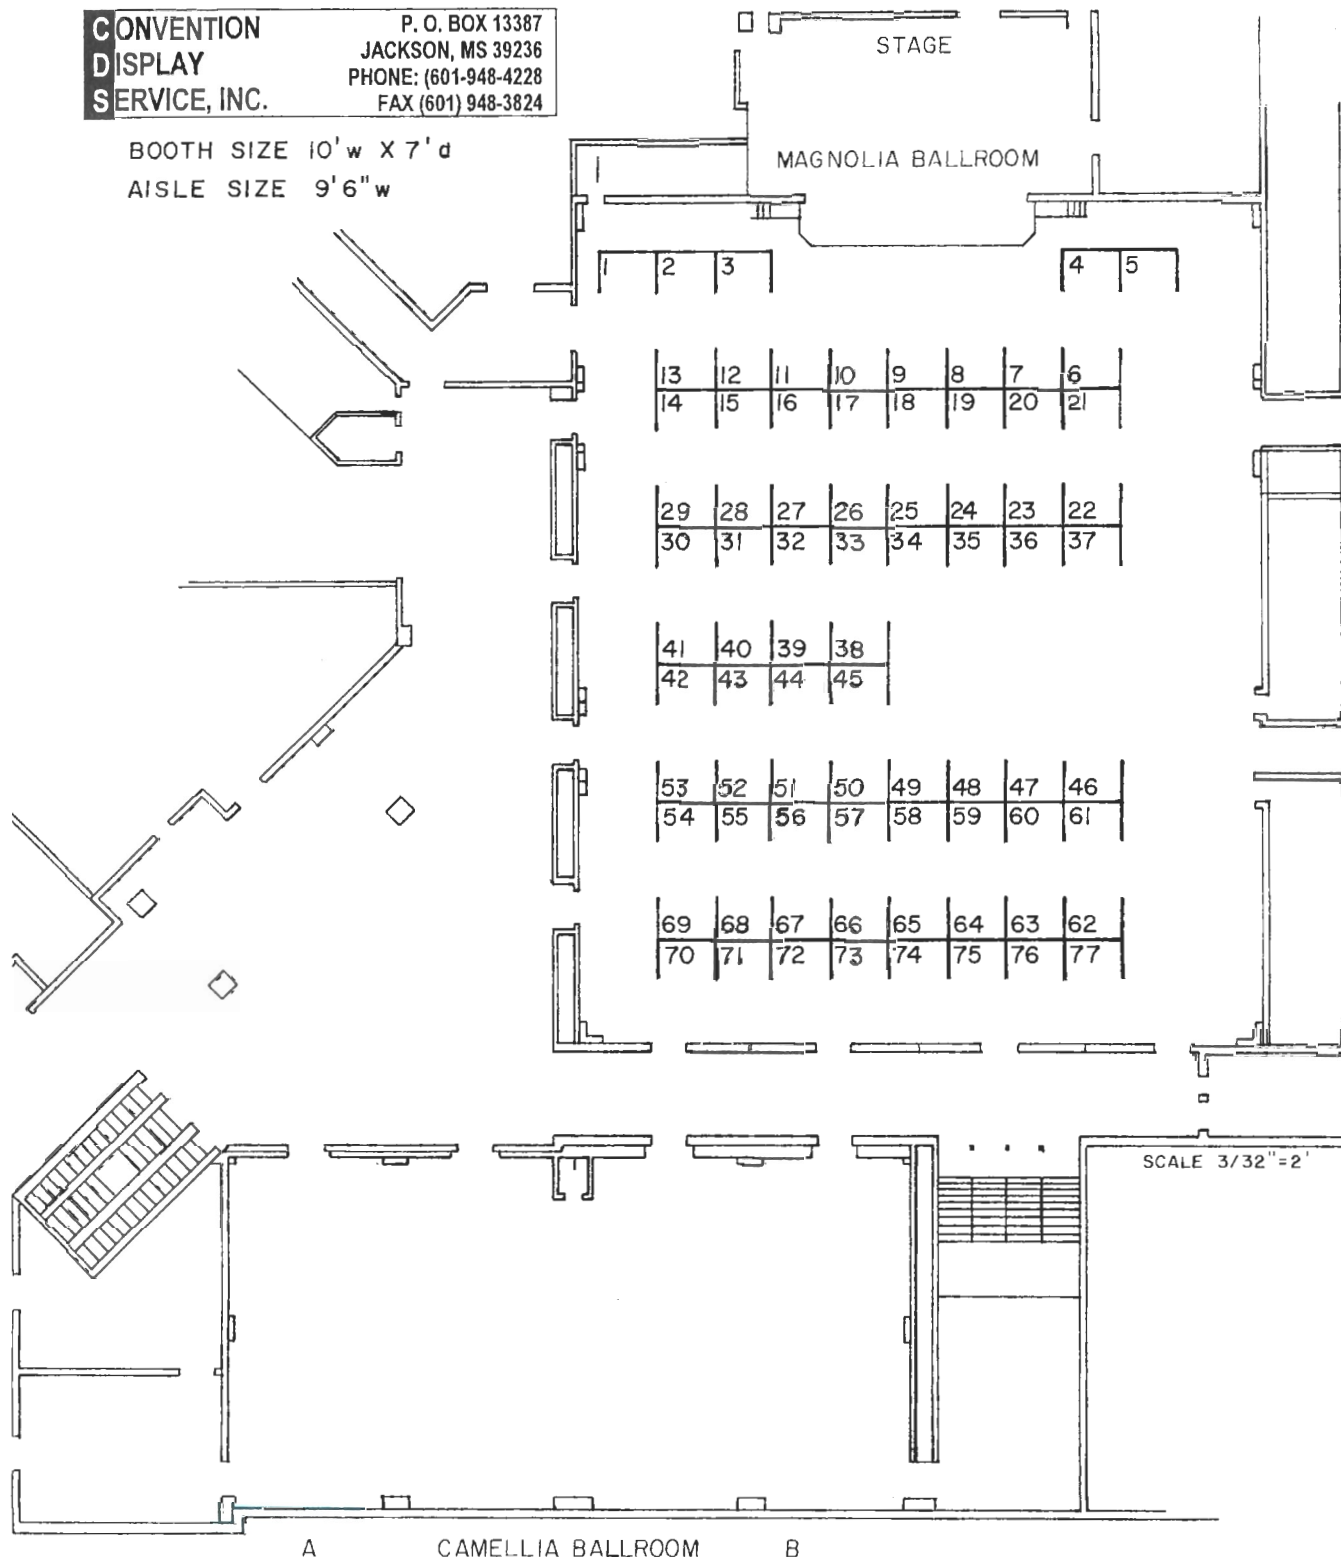 CONVENTION
DISPLAY
SERVICE, INC.
P. O. BOX 13387
JACKSON, MS 39236
PHONE: (601-948-4228
FAX (601) 948-3824
BOOTH SIZE 10'w X 7'd
AISLE SIZE 9'6"w
STAGE
MAGNOLIA BALLROOM
1 2 3 4 5
13 12 11 10 9 8 7 6
14 15 16 17 18 19 20 21
29 28 27 26 25 24 23 22
30 31 32 33 34 35 36 37
41 40 39 38
42 43 44 45
53 52 51 50 49 48 47 46
54 55 56 57 58 59 60 61
69 68 67 66 65 64 63 62
70 71 72 73 74 75 76 77
SCALE 3/32"=2'
A CAMELLIA BALLROOM B